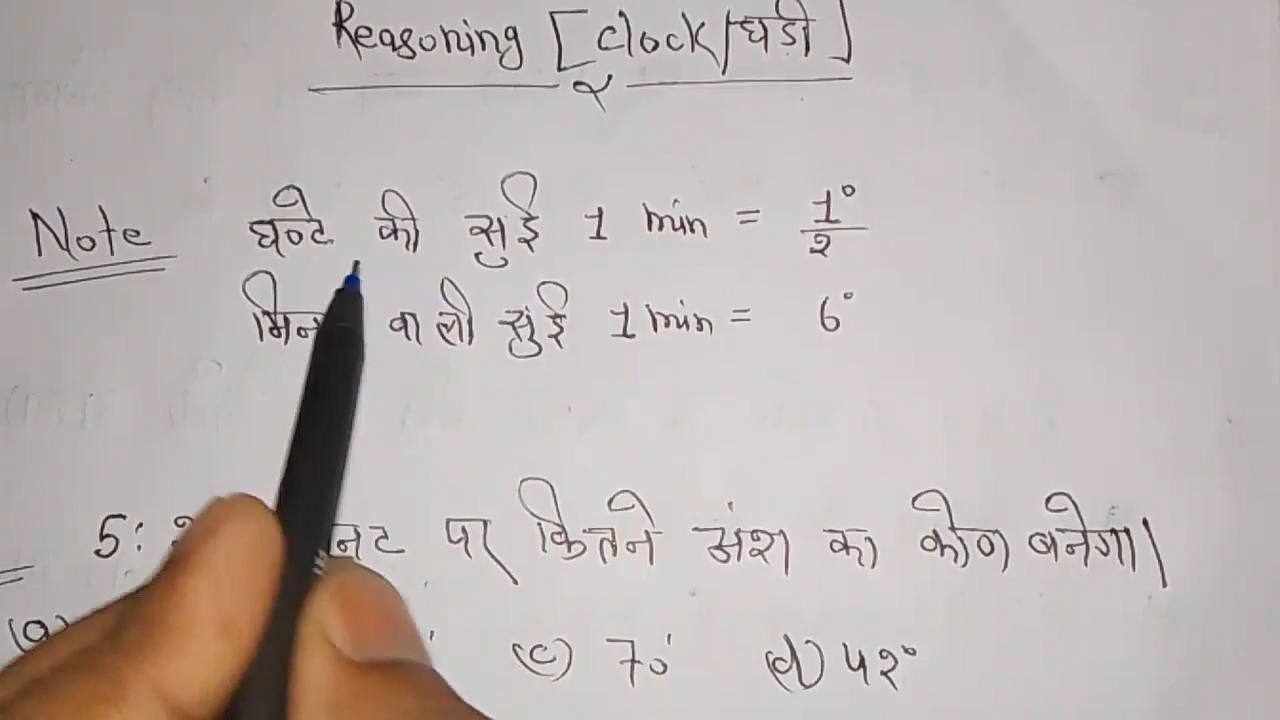 Reasoning [clock/घडी]
Note
घण्टे की सुई 1 min = 1°/2
वाली सुई 1 min = 6°
5: पर कितने अंश का कोण बनेगा।
(a) (c) 70° (d) 42°